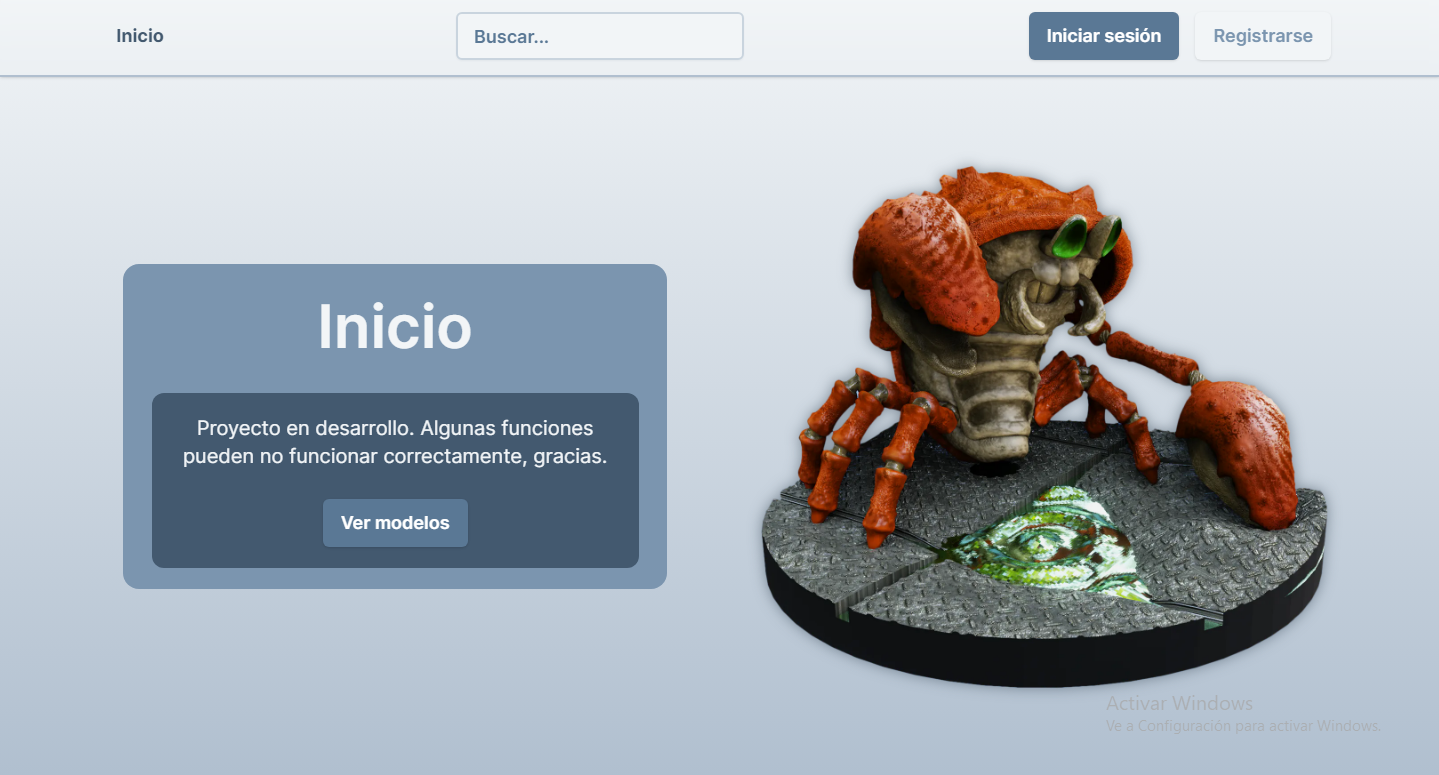 Inicio
Buscar...
Iniciar sesión
Registrarse
Inicio
Proyecto en desarrollo. Algunas funciones
pueden no funcionar correctamente, gracias.
Ver modelos
Activar Windows
Ve a Configuración para activar Windows.